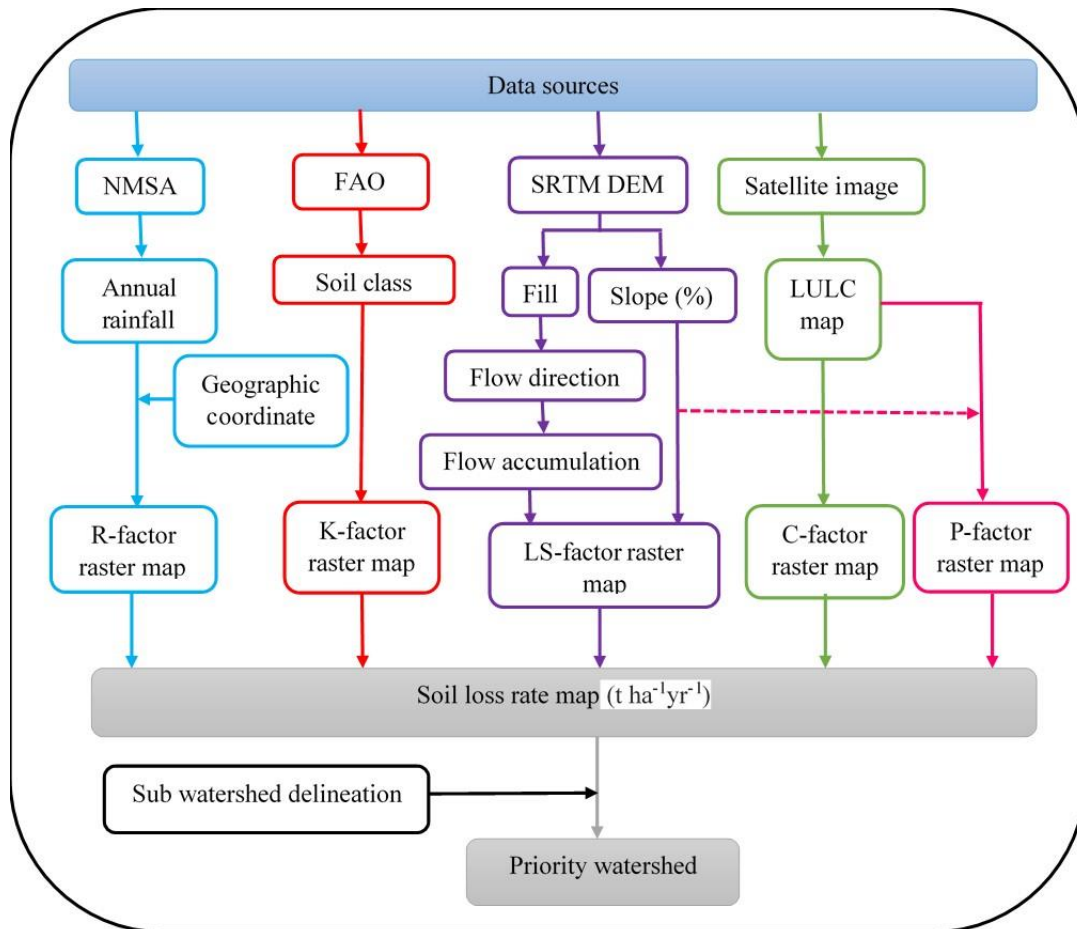 Data sources
NMSA
FAO
SRTM DEM
Satellite image
Annual
rainfall
Soil class
Fill
Slope (%)
LULC
map
Geographic
coordinate
Flow direction
Flow accumulation
R-factor
raster map
K-factor
raster map
LS-factor raster
map
C-factor
raster map
P-factor
raster map
Soil loss rate map (t ha⁻¹yr⁻¹)
Sub watershed delineation
Priority watershed